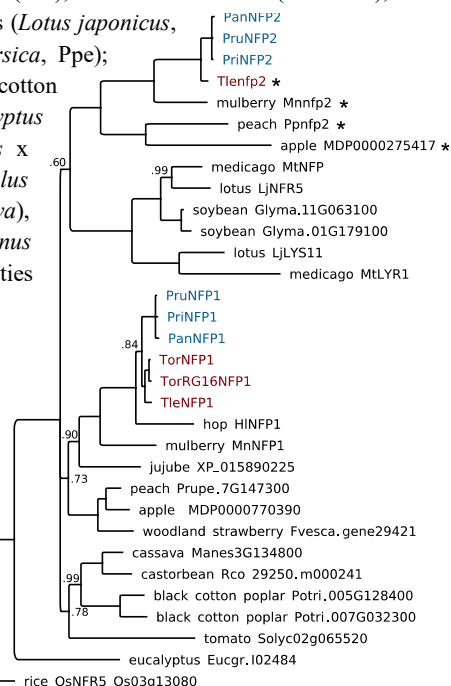 s (Lotus japonicus,
rsica, Ppe);
cotton
yptus
s x
lus
va),
nus
ties
PanNFP2
PruNFP2
PriNFP2
Tlenfp2 *
mulberry Mnnfp2 *
peach Ppnfp2 *
apple MDP0000275417 *
.60
.99
medicago MtNFP
lotus LjNFR5
soybean Glyma.11G063100
soybean Glyma.01G179100
lotus LjLYS11
medicago MtLYR1
PruNFP1
PriNFP1
PanNFP1
.84
TorNFP1
TorRG16NFP1
TleNFP1
hop HlNFP1
.90
mulberry MnNFP1
jujube XP_015890225
.73
peach Prupe.7G147300
apple MDP0000770390
woodland strawberry Fvesca.gene29421
cassava Manes3G134800
.99
castorbean Rco 29250.m000241
black cotton poplar Potri.005G128400
.78
black cotton poplar Potri.007G032300
tomato Solyc02g065520
eucalyptus Eucgr.I02484
rice OsNFR5 Os03g13080